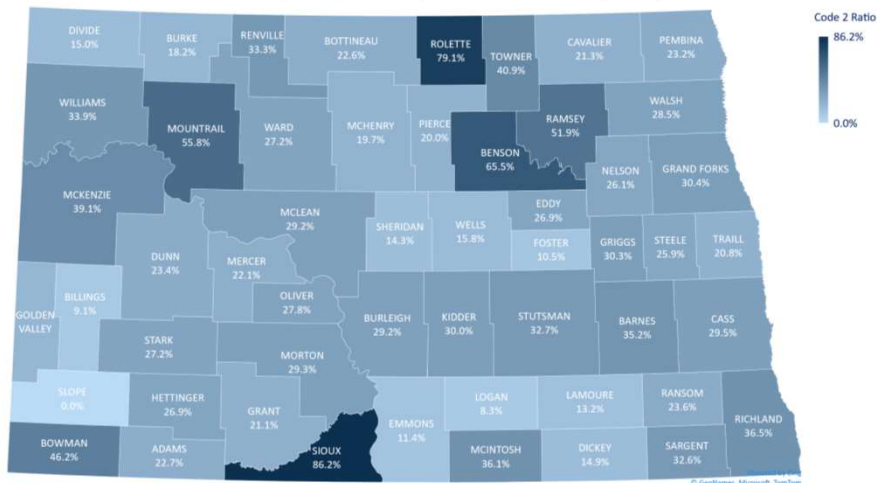 Code 2 Ratio
86.2%
0.0%
DIVIDE
15.0%
BURKE
18.2%
RENVILLE
33.3%
BOTTINEAU
22.6%
ROLETTE
79.1%
TOWNER
40.9%
CAVALIER
21.3%
PEMBINA
23.2%
WILLIAMS
33.9%
MOUNTRAIL
55.8%
WARD
27.2%
MCHENRY
19.7%
PIERCE
20.0%
BENSON
65.5%
RAMSEY
51.9%
WALSH
28.5%
NELSON
26.1%
GRAND FORKS
30.4%
MCKENZIE
39.1%
DUNN
23.4%
MCLEAN
29.2%
MERCER
22.1%
OLIVER
27.8%
SHERIDAN
14.3%
WELLS
15.8%
EDDY
26.9%
FOSTER
10.5%
GRIGGS
30.3%
STEELE
25.9%
TRAILL
20.8%
GOLDEN
VALLEY
BILLINGS
9.1%
STARK
27.2%
MORTON
29.3%
BURLEIGH
29.2%
KIDDER
30.0%
STUTSMAN
32.7%
BARNES
35.2%
CASS
29.5%
SLOPE
0.0%
HETTINGER
26.9%
GRANT
21.1%
EMMONS
11.4%
LOGAN
8.3%
LAMOURE
13.2%
RANSOM
23.6%
RICHLAND
36.5%
BOWMAN
46.2%
ADAMS
22.7%
SIOUX
86.2%
MCINTOSH
36.1%
DICKEY
14.9%
SARGENT
32.6%
Powered by Bing
© GeoNames, Microsoft, TomTom